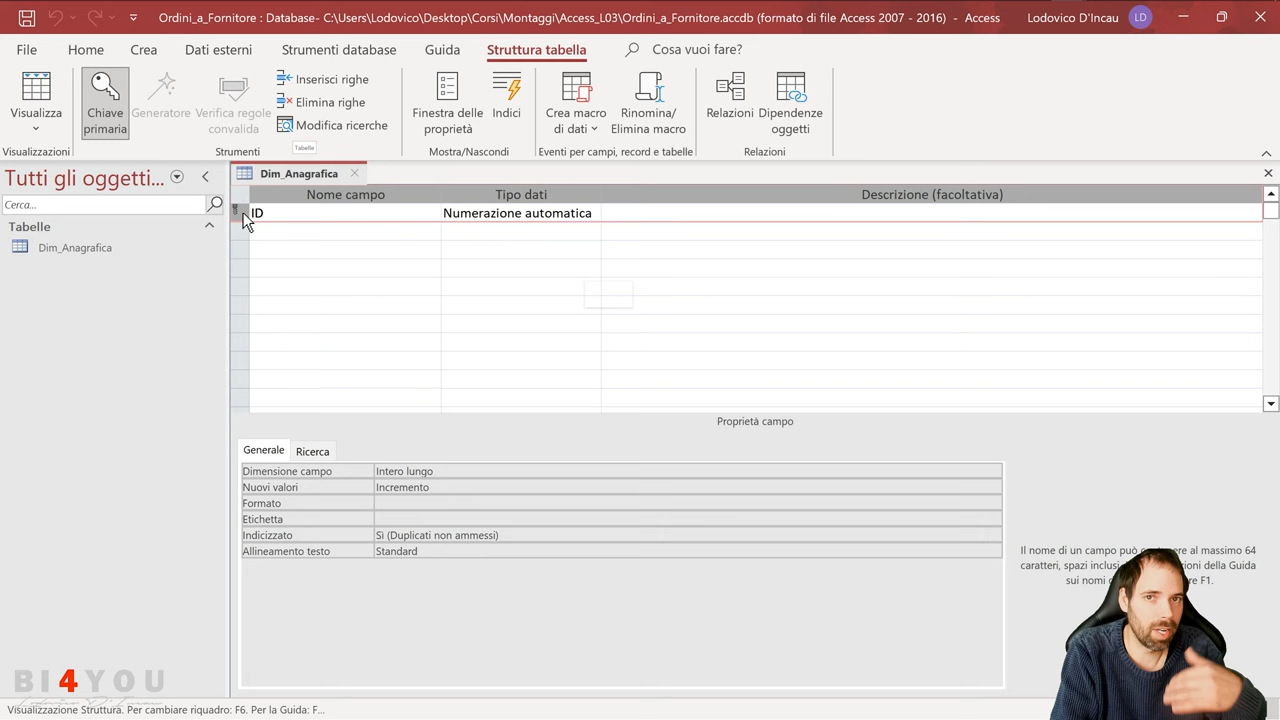 Ordini_a_Fornitore : Database- C:\Users\Lodovico\Desktop\Corsi\Montaggi\Access_L03\Ordini_a_Fornitore.accdb (formato di file Access 2007 - 2016) - Access
Lodovico D'Incau
LD
File
Home
Crea
Dati esterni
Strumenti database
Guida
Struttura tabella
Cosa vuoi fare?
Visualizza
Chiave primaria
Generatore
Verifica regole convalida
Inserisci righe
Elimina righe
Modifica ricerche
Finestra delle proprietà
Indici
Crea macro di dati
Rinomina/ Elimina macro
Relazioni
Dipendenze oggetti
Visualizzazioni
Strumenti
Tabelle
Mostra/Nascondi
Eventi per campi, record e tabelle
Relazioni
Tutti gli oggetti...
Cerca...
Tabelle
Dim_Anagrafica
Dim_Anagrafica
Nome campo
Tipo dati
Descrizione (facoltativa)
ID
Numerazione automatica
Proprietà campo
Generale
Ricerca
Dimensione campo
Intero lungo
Nuovi valori
Incremento
Formato
Etichetta
Indicizzato
Sì (Duplicati non ammessi)
Allineamento testo
Standard
Il nome di un campo può al massimo 64
caratteri, spazi inclusi della Guida
sui nomi F1.
BI4YOU
Lodovico D'Incau
Visualizzazione Struttura. Per cambiare riquadro: F6. Per la Guida: F...